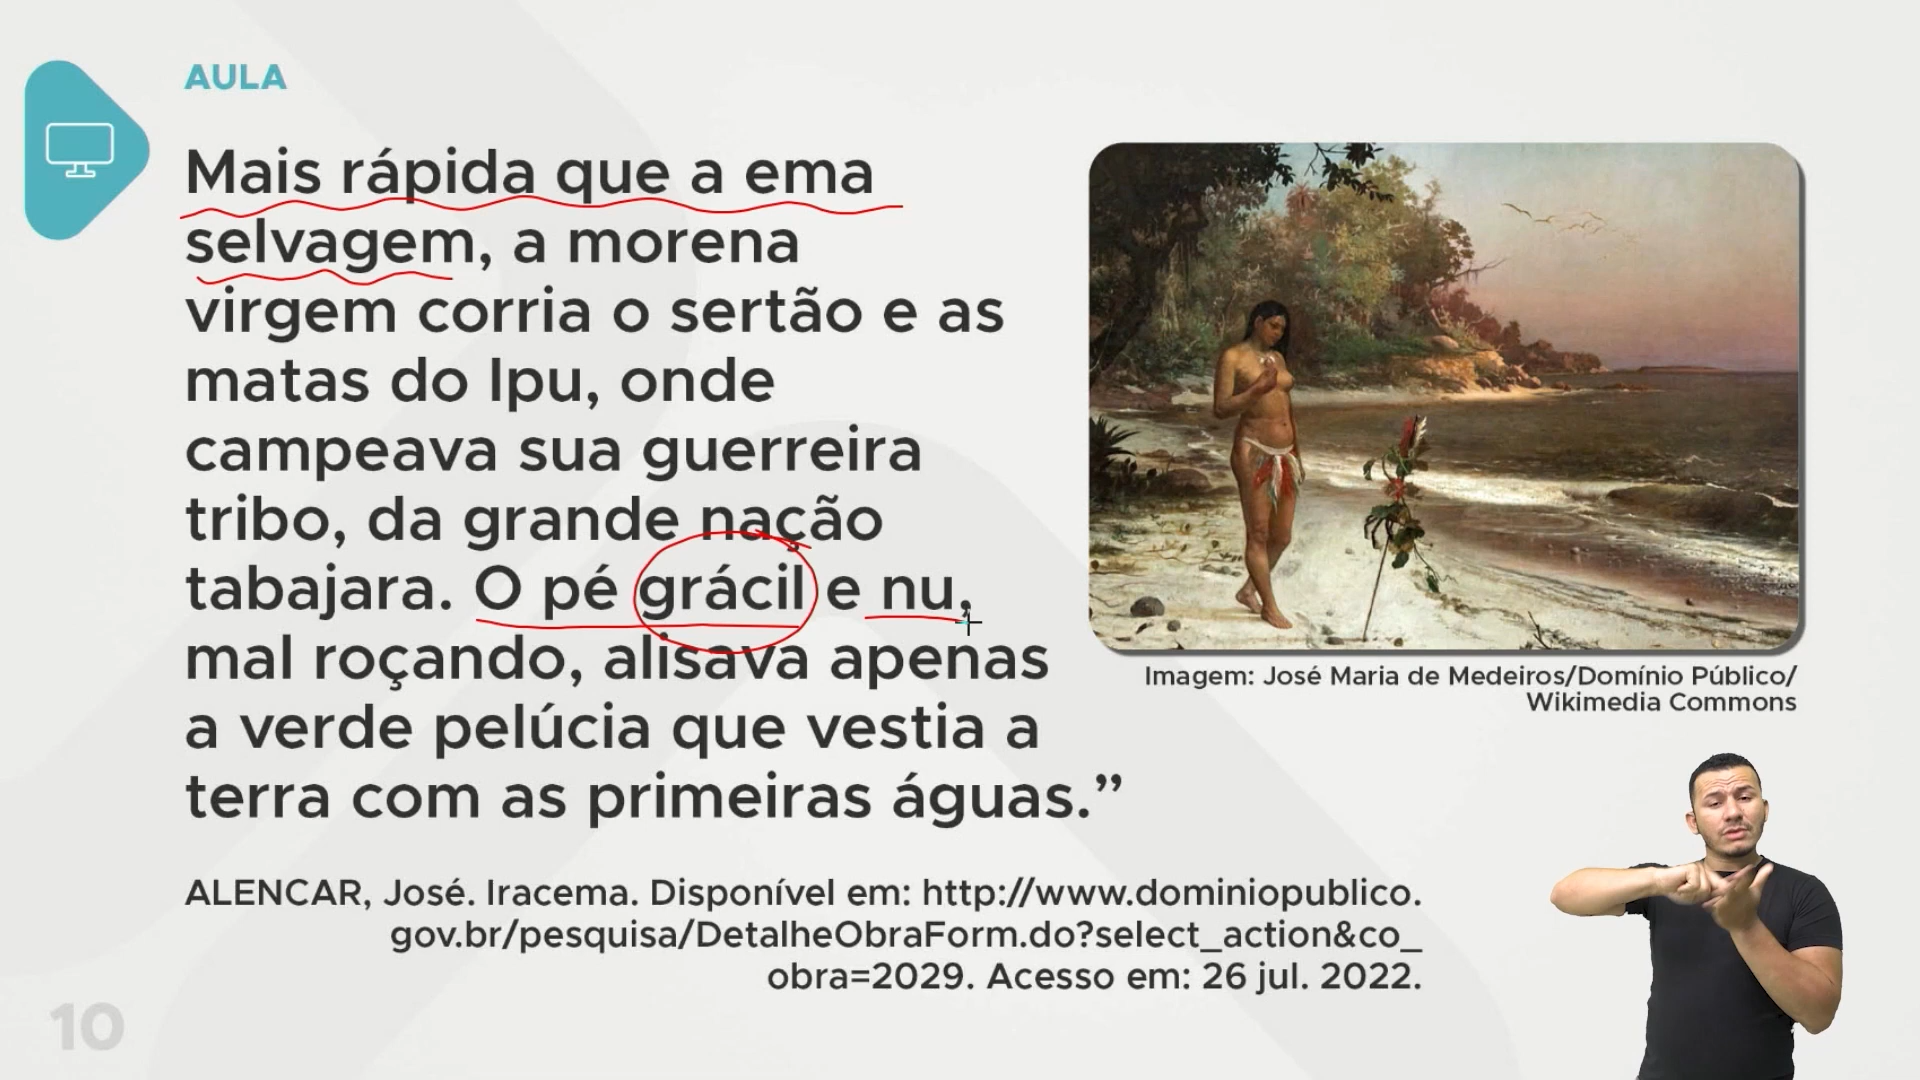 AULA
Mais rápida que a ema
selvagem, a morena
virgem corria o sertão e as
matas do Ipu, onde
campeava sua guerreira
tribo, da grande nação
tabajara. O pé grácil e nu,
mal roçando, alisava apenas
a verde pelúcia que vestia a
terra com as primeiras águas.”
Imagem: José Maria de Medeiros/Domínio Público/
Wikimedia Commons
ALENCAR, José. Iracema. Disponível em: http://www.dominiopublico.
gov.br/pesquisa/DetalheObraForm.do?select_action&co_
obra=2029. Acesso em: 26 jul. 2022.
10